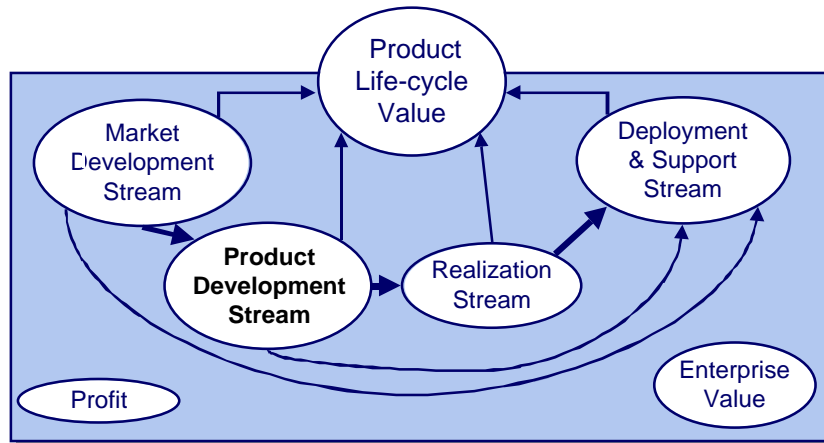 Product
Life-cycle
Value
Market
Development
Stream
Deployment
& Support
Stream
Product
Development
Stream
Realization
Stream
Profit
Enterprise
Value